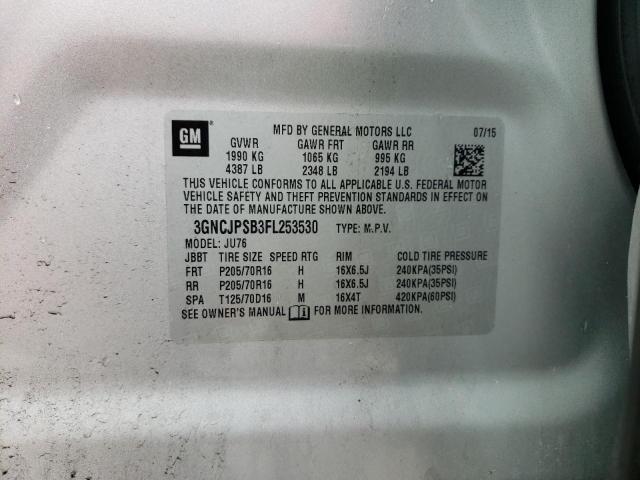 GM
MFD BY GENERAL MOTORS LLC 07/15
GVWR GAWR FRT GAWR RR
1990 KG 1065 KG 995 KG
4387 LB 2348 LB 2194 LB
THIS VEHICLE CONFORMS TO ALL APPLICABLE U.S. FEDERAL MOTOR
VEHICLE SAFETY AND THEFT PREVENTION STANDARDS IN EFFECT ON
THE DATE OF MANUFACTURE SHOWN ABOVE.
3GNCJPSB3FL253530 TYPE: M.P.V.
MODEL: JU76
JBBT TIRE SIZE SPEED RTG RIM COLD TIRE PRESSURE
FRT P205/70R16 H 16X6.5J 240KPA(35PSI)
RR P205/70R16 H 16X6.5J 240KPA(35PSI)
SPA T125/70D16 M 16X4T 420KPA(60PSI)
SEE OWNER'S MANUAL FOR MORE INFORMATION.